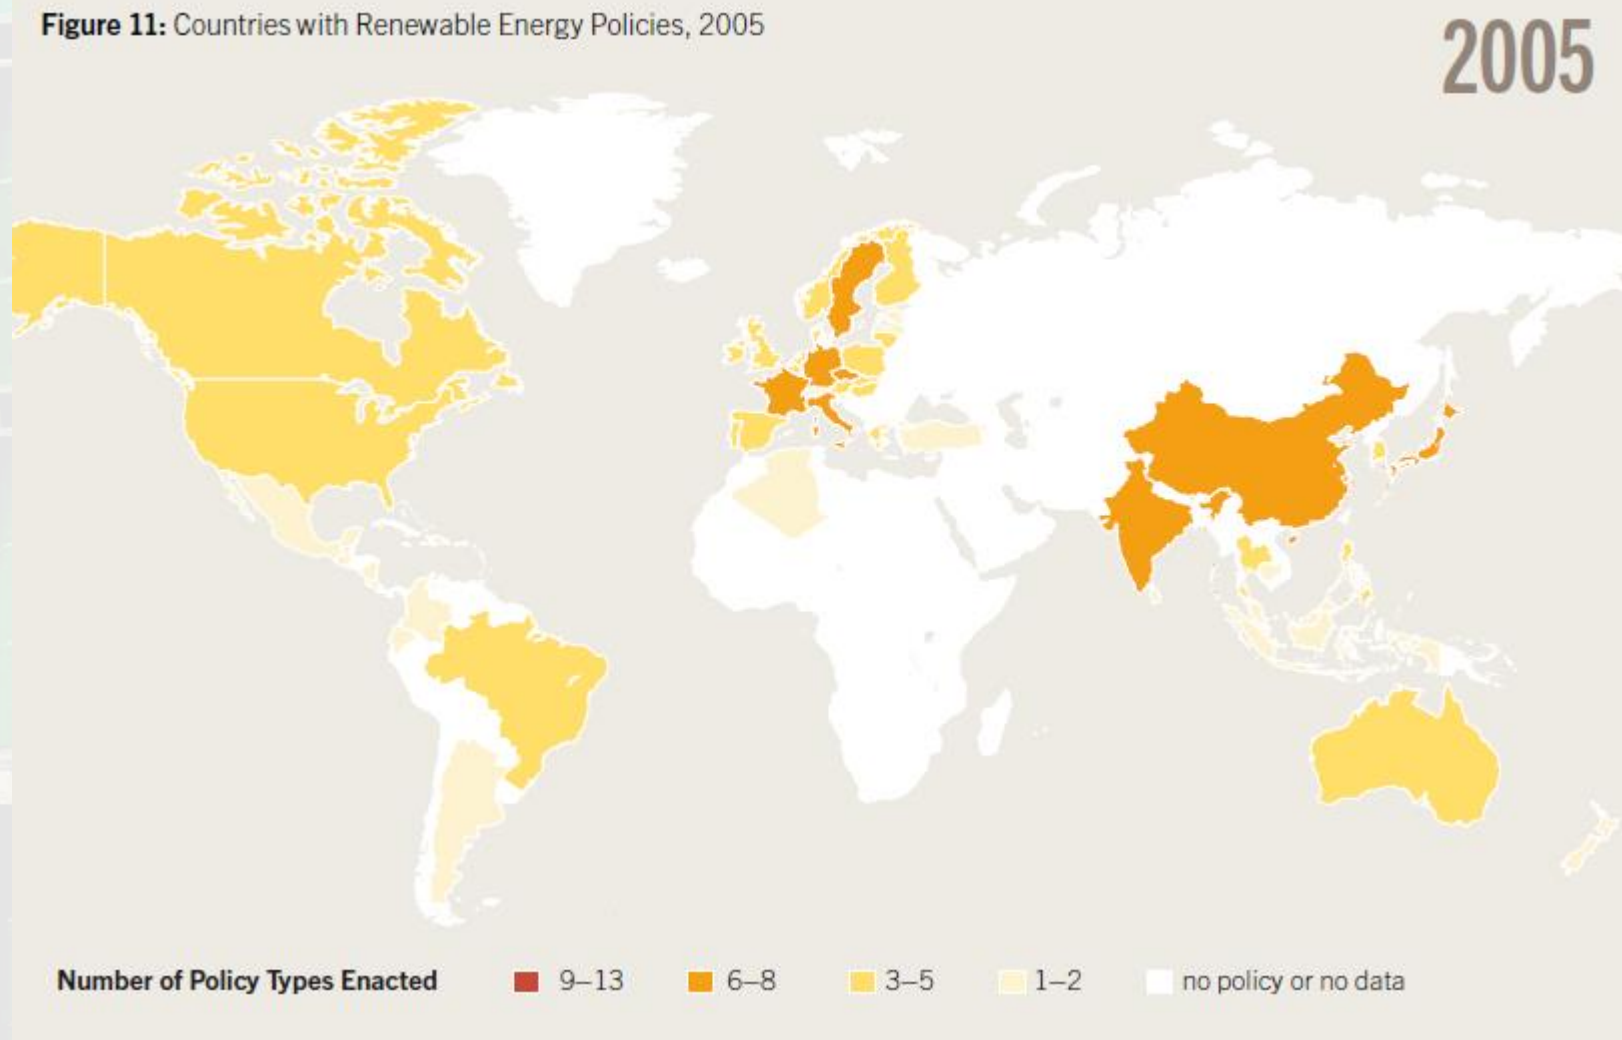 Figure 11: Countries with Renewable Energy Policies, 2005
2005
Number of Policy Types Enacted 9–13 6–8 3–5 1–2 no policy or no data